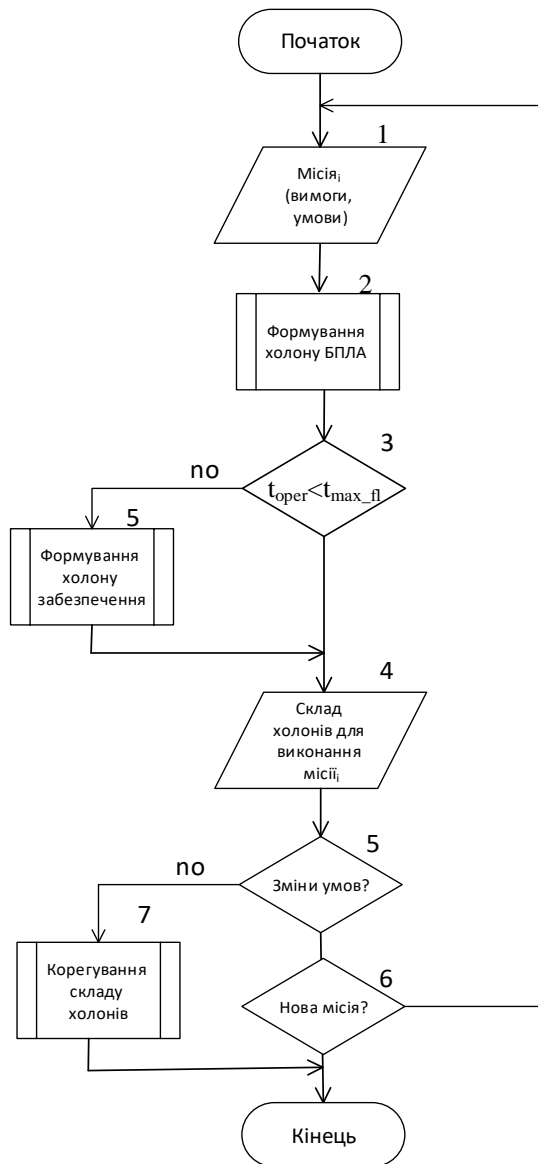 Початок
1
Місіяᵢ
(вимоги,
умови)
2
Формування
холону БПЛА
3
no
t_oper<t_max_fl
5
Формування
холону
забезпечення
4
Склад
холонів для
виконання
місіїᵢ
5
no
Зміни умов?
7
6
Корегування
складу
холонів
Нова місія?
Кінець